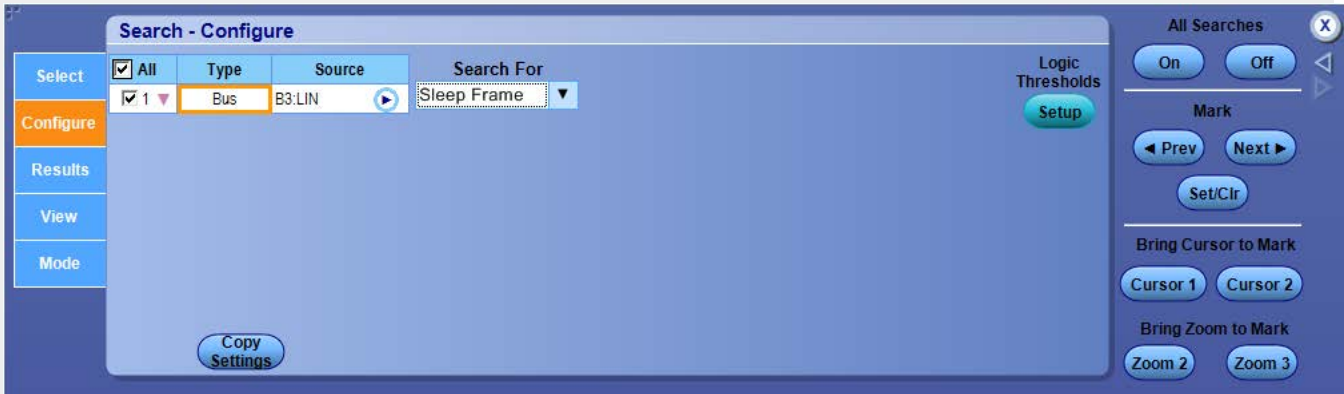 Search - Configure
Select
Configure
Results
View
Mode
All
Type
Source
Search For
1
Bus
B3:LIN
Sleep Frame
Logic
Thresholds
Setup
Copy
Settings
All Searches
On
Off
X
Mark
Prev
Next
Set/Clr
Bring Cursor to Mark
Cursor 1
Cursor 2
Bring Zoom to Mark
Zoom 2
Zoom 3